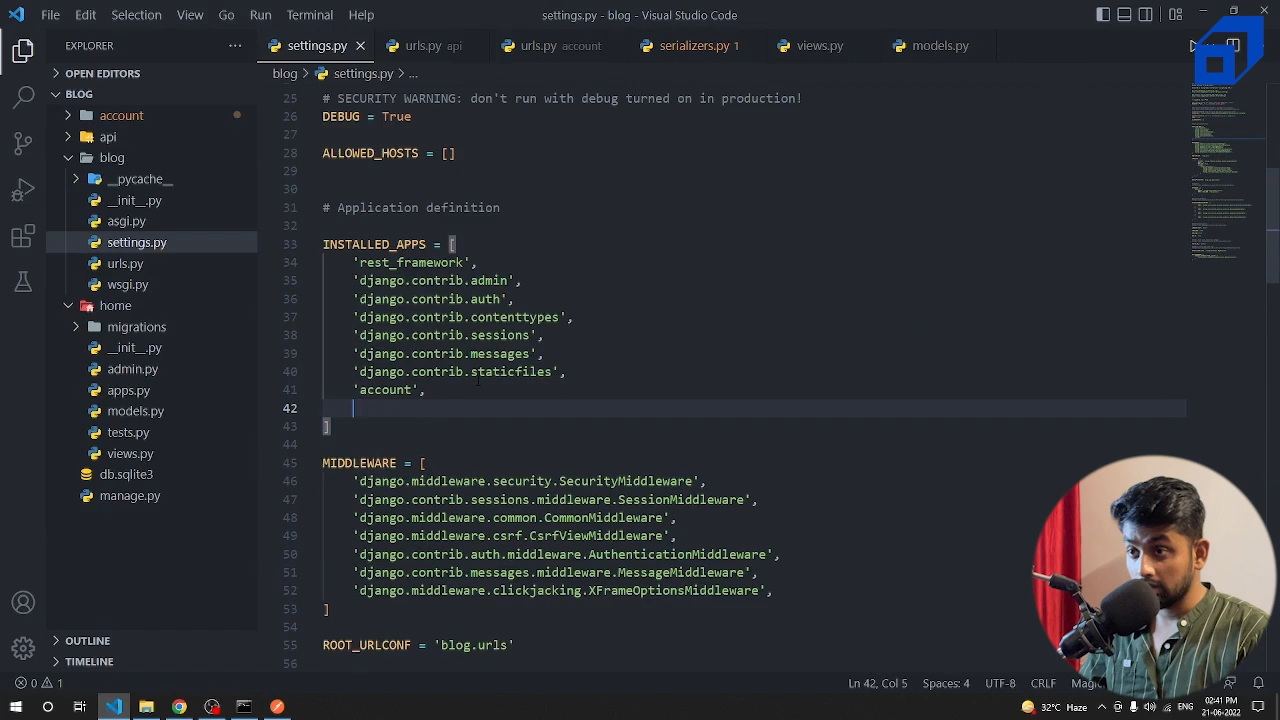 File Edit Selection View Go Run Terminal Help
settings.py - blog - Visual Studio Code
EXPLORER
settings.py
urls.py api
urls.py account
serializers.py 1
views.py
models.py
OPEN EDITORS
BLOG
blog > settings.py > ...
account
blog
__pycache__
__init__.py
asgi.py
settings.py
urls.py
wsgi.py
home
migrations
__init__.py
admin.py
apps.py
models.py
tests.py
views.py
db.sqlite3
manage.py
OUTLINE
TIMELINE
25 # SECURITY WARNING: don't run with debug turned on in production!
26 DEBUG = True
27
28 ALLOWED_HOSTS = []
29
30
31 # Application definition
32
33 INSTALLED_APPS = [
34 'rest_framework',
35 'django.contrib.admin',
36 'django.contrib.auth',
37 'django.contrib.contenttypes',
38 'django.contrib.sessions',
39 'django.contrib.messages',
40 'django.contrib.staticfiles',
41 'account',
42
43 ]
44
45 MIDDLEWARE = [
46 'django.middleware.security.SecurityMiddleware',
47 'django.contrib.sessions.middleware.SessionMiddleware',
48 'django.middleware.common.CommonMiddleware',
49 'django.middleware.csrf.CsrfViewMiddleware',
50 'django.contrib.auth.middleware.AuthenticationMiddleware',
51 'django.contrib.messages.middleware.MessageMiddleware',
52 'django.middleware.clickjacking.XFrameOptionsMiddleware',
53 ]
54
55 ROOT_URLCONF = 'blog.urls'
56
0 1
Ln 42, Col 5 Spaces: 4 UTF-8 CRLF
32°C Haze
02:41 PM
21-06-2022